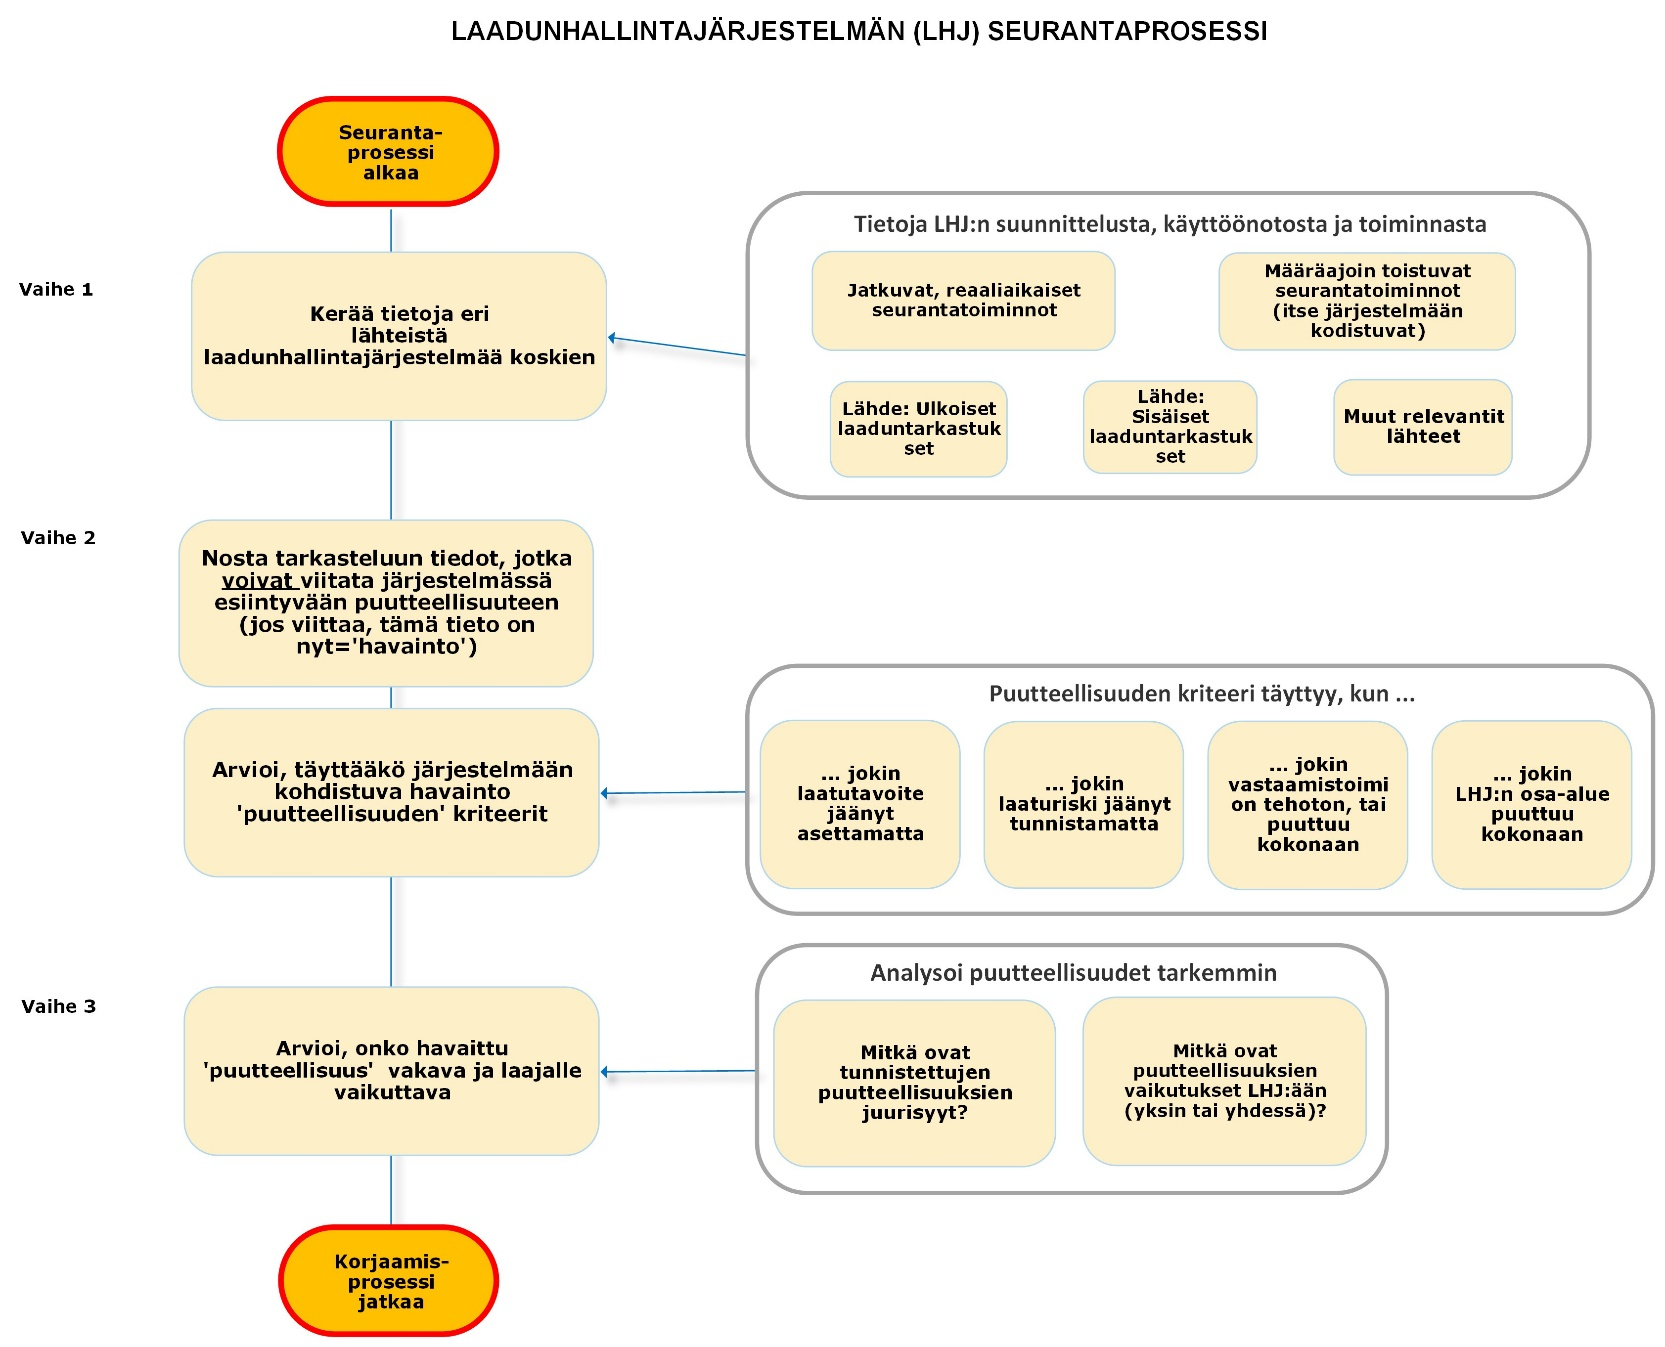 LAADUNHALLINTAJÄRJESTELMÄN (LHJ) SEURANTAPROSESSI
Seuranta-
prosessi
alkaa
Vaihe 1
Kerää tietoja eri
lähteistä
laadunhallintajärjestelmää koskien
Tietoja LHJ:n suunnittelusta, käyttöönotosta ja toiminnasta
Jatkuvat, reaaliaikaiset
seurantatoiminnot
Määräajoin toistuvat
seurantatoiminnot
(itse järjestelmään
kodistuvat)
Lähde: Ulkoiset
laaduntarkastuk
set
Lähde:
Sisäiset
laaduntarkastuk
set
Muut relevantit
lähteet
Vaihe 2
Nosta tarkasteluun tiedot, jotka
voivat viitata järjestelmässä
esiintyvään puutteellisuuteen
(jos viittaa, tämä tieto on
nyt='havainto')
Arvioi, täyttääkö järjestelmään
kohdistuva havainto
'puutteellisuuden' kriteerit
Puutteellisuuden kriteeri täyttyy, kun ...
... jokin
laatutavoite
jäänyt
asettamatta
... jokin
laaturiski jäänyt
tunnistamatta
... jokin
vastaamistoimi
on tehoton, tai
puuttuu
kokonaan
... jokin
LHJ:n osa-alue
puuttuu
kokonaan
Vaihe 3
Arvioi, onko havaittu
'puutteellisuus'  vakava ja laajalle
vaikuttava
Analysoi puutteellisuudet tarkemmin
Mitkä ovat
tunnistettujen
puutteellisuuksien
juurisyyt?
Mitkä ovat
puutteellisuuksien
vaikutukset LHJ:ään
(yksin tai yhdessä)?
Korjaamis-
prosessi
jatkaa